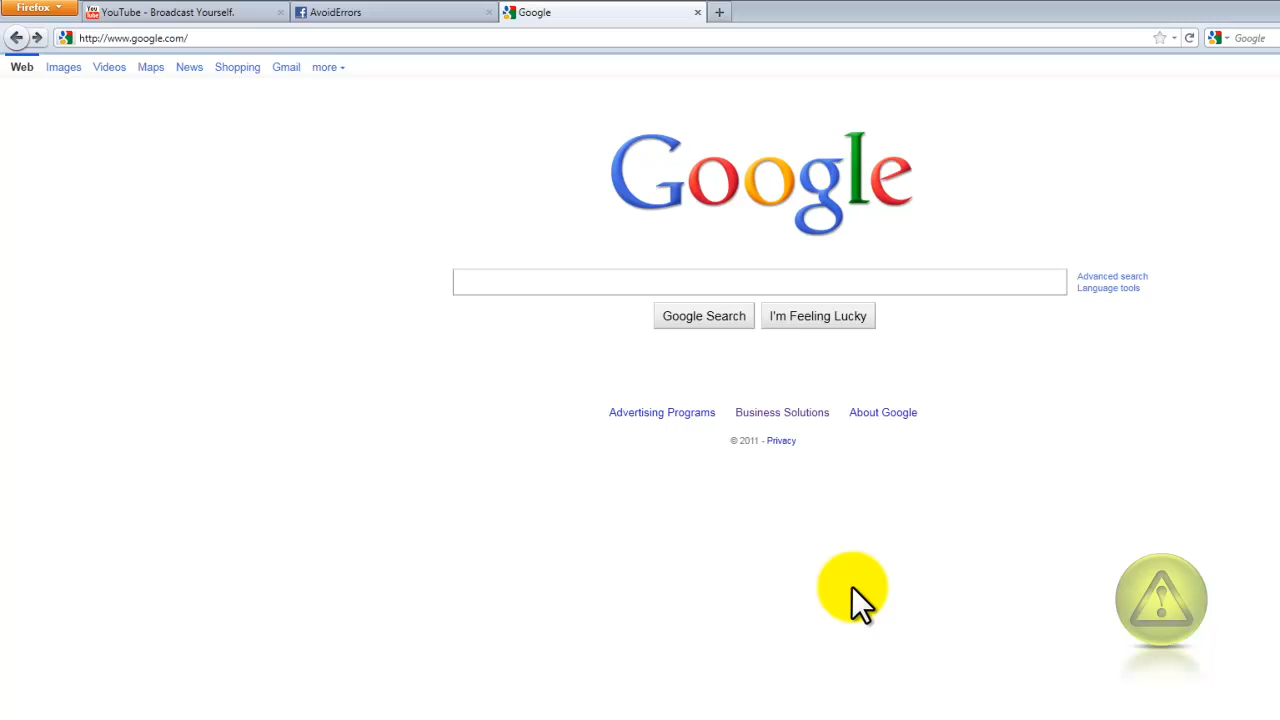 Firefox
YouTube - Broadcast Yourself.
AvoidErrors
Google
http://www.google.com/
Google
Web Images Videos Maps News Shopping Gmail more
Google
Advanced search
Language tools
Google Search I'm Feeling Lucky
Advertising Programs Business Solutions About Google
© 2011 - Privacy